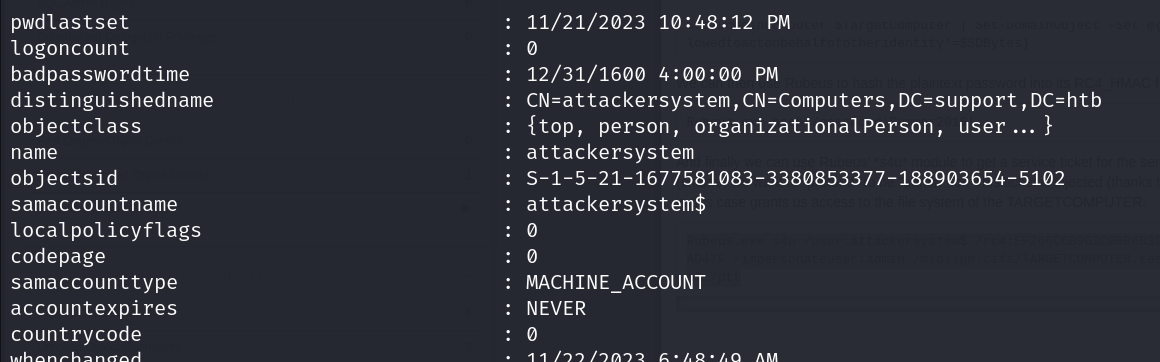 pwdlastset : 11/21/2023 10:48:12 PM
logoncount : 0
badpasswordtime : 12/31/1600 4:00:00 PM
distinguishedname : CN=attackersystem,CN=Computers,DC=support,DC=htb
objectclass : {top, person, organizationalPerson, user...}
name : attackersystem
objectsid : S-1-5-21-1677581083-3380853377-188903654-5102
samaccountname : attackersystem$
localpolicyflags : 0
codepage : 0
samaccounttype : MACHINE_ACCOUNT
accountexpires : NEVER
countrycode : 0
whenchanged : 11/22/2023 6:48:49 AM